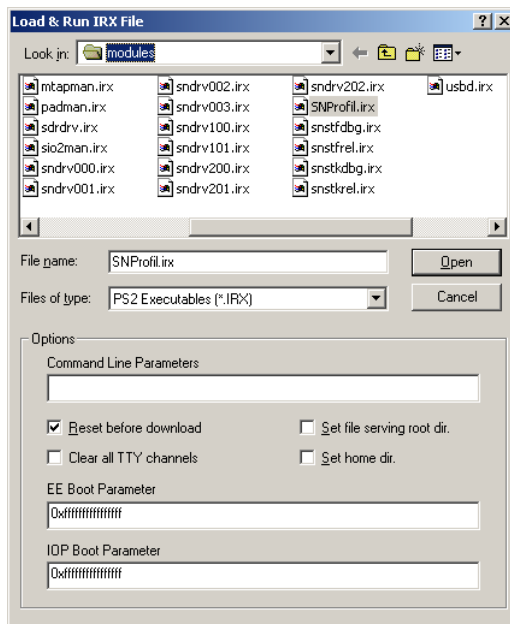 Load & Run IRX File
Look in: modules
mtapman.irx sndrv002.irx sndrv202.irx usbd.irx
padman.irx sndrv003.irx SNProfil.irx
sdrdrv.irx sndrv100.irx snstfdbg.irx
sio2man.irx sndrv101.irx snstfrel.irx
sndrv000.irx sndrv200.irx snstkdbg.irx
sndrv001.irx sndrv201.irx snstkrel.irx
File name: SNProfil.irx Open
Files of type: PS2 Executables (*.IRX) Cancel
Options
Command Line Parameters
Reset before download Set file serving root dir.
Clear all TTY channels Set home dir.
EE Boot Parameter
0xffffffffffffffff
IOP Boot Parameter
0xffffffffffffffff